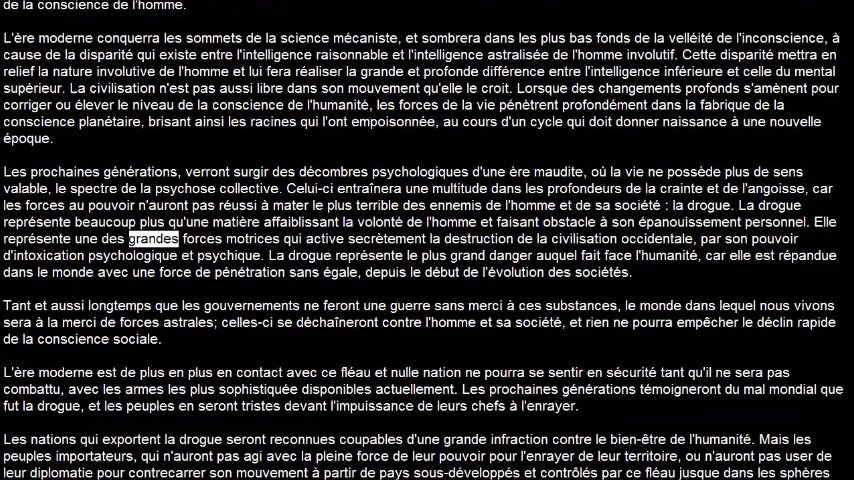 de la conscience de l'homme.
L'ère moderne conquerra les sommets de la science mécaniste, et sombrera dans les plus bas fonds de la velléité de l'inconscience, à
cause de la disparité qui existe entre l'intelligence raisonnable et l'intelligence astralisée de l'homme involutif. Cette disparité mettra en
relief la nature involutive de l'homme et lui fera réaliser la grande et profonde différence entre l'intelligence inférieure et celle du mental
supérieur. La civilisation n'est pas aussi libre dans son mouvement qu'elle le croit. Lorsque des changements profonds s'amènent pour
corriger ou élever le niveau de la conscience de l'humanité, les forces de la vie pénètrent profondément dans la fabrique de la
conscience planétaire, brisant ainsi les racines qui l'ont empoisonnée, au cours d'un cycle qui doit donner naissance à une nouvelle
époque.
Les prochaines générations, verront surgir des décombres psychologiques d'une ère maudite, où la vie ne possède plus de sens
valable, le spectre de la psychose collective. Celui-ci entraînera une multitude dans les profondeurs de la crainte et de l'angoisse, car
les forces au pouvoir n'auront pas réussi à mater le plus terrible des ennemis de l'homme et de sa société : la drogue. La drogue
représente beaucoup plus qu'une matière affaiblissant la volonté de l'homme et faisant obstacle à son épanouissement personnel. Elle
représente une des grandes forces motrices qui active secrètement la destruction de la civilisation occidentale, par son pouvoir
d'intoxication psychologique et psychique. La drogue représente le plus grand danger auquel fait face l'humanité, car elle est répandue
dans le monde avec une force de pénétration sans égale, depuis le début de l'évolution des sociétés.
Tant et aussi longtemps que les gouvernements ne feront une guerre sans merci à ces substances, le monde dans lequel nous vivons
sera à la merci de forces astrales; celles-ci se déchaîneront contre l'homme et sa société, et rien ne pourra empêcher le déclin rapide
de la conscience sociale.
L'ère moderne est de plus en plus en contact avec ce fléau et nulle nation ne pourra se sentir en sécurité tant qu'il ne sera pas
combattu, avec les armes les plus sophistiquée disponibles actuellement. Les prochaines générations témoigneront du mal mondial que
fut la drogue, et les peuples en seront tristes devant l'impuissance de leurs chefs à l'enrayer.
Les nations qui exportent la drogue seront reconnues coupables d'une grande infraction contre le bien-être de l'humanité. Mais les
peuples importateurs, qui n'auront pas agi avec la pleine force de leur pouvoir pour l'enrayer de leur territoire, ou n'auront pas user de
leur diplomatie pour contrecarrer son mouvement à partir de pays sous-développés et contrôlés par ce fléau jusque dans les sphères